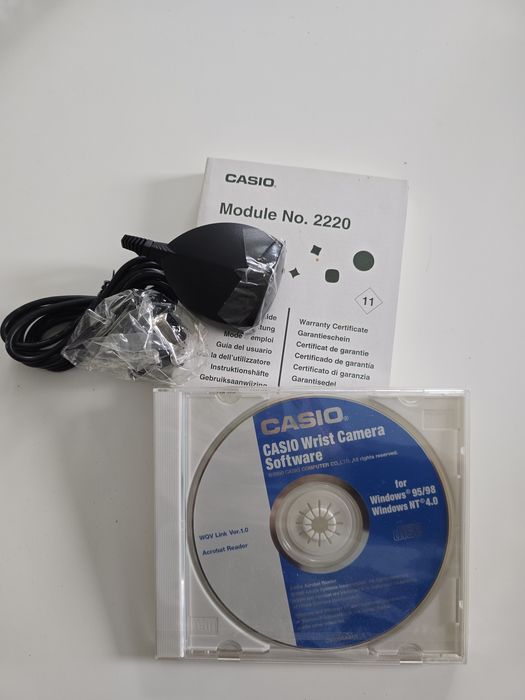 CASIO®
Module No. 2220
11
Mode d'emploi
Guía del usuario
Guida dell'utilizzatore
Instruktionshäfte
Gebruiksaanwijzing
Warranty Certificate
Garantieschein
Certificat de garantie
Certificado de garantía
Certificato di garanzia
Garantisedel
CASIO®
CASIO Wrist Camera
Software
CASIO COMPUTER CO.,LTD. All rights reserved.
for
Windows® 95/98
Windows NT® 4.0
WQV Link Ver.1.0
Acrobat Reader